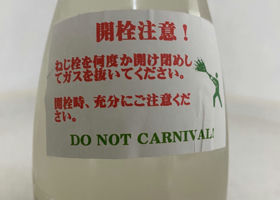 開栓注意！
ねじ栓を何度か開け閉めし
てガスを抜いてください。
開栓時、充分にご注意くだ
さい。
DO NOT CARNIVAL!